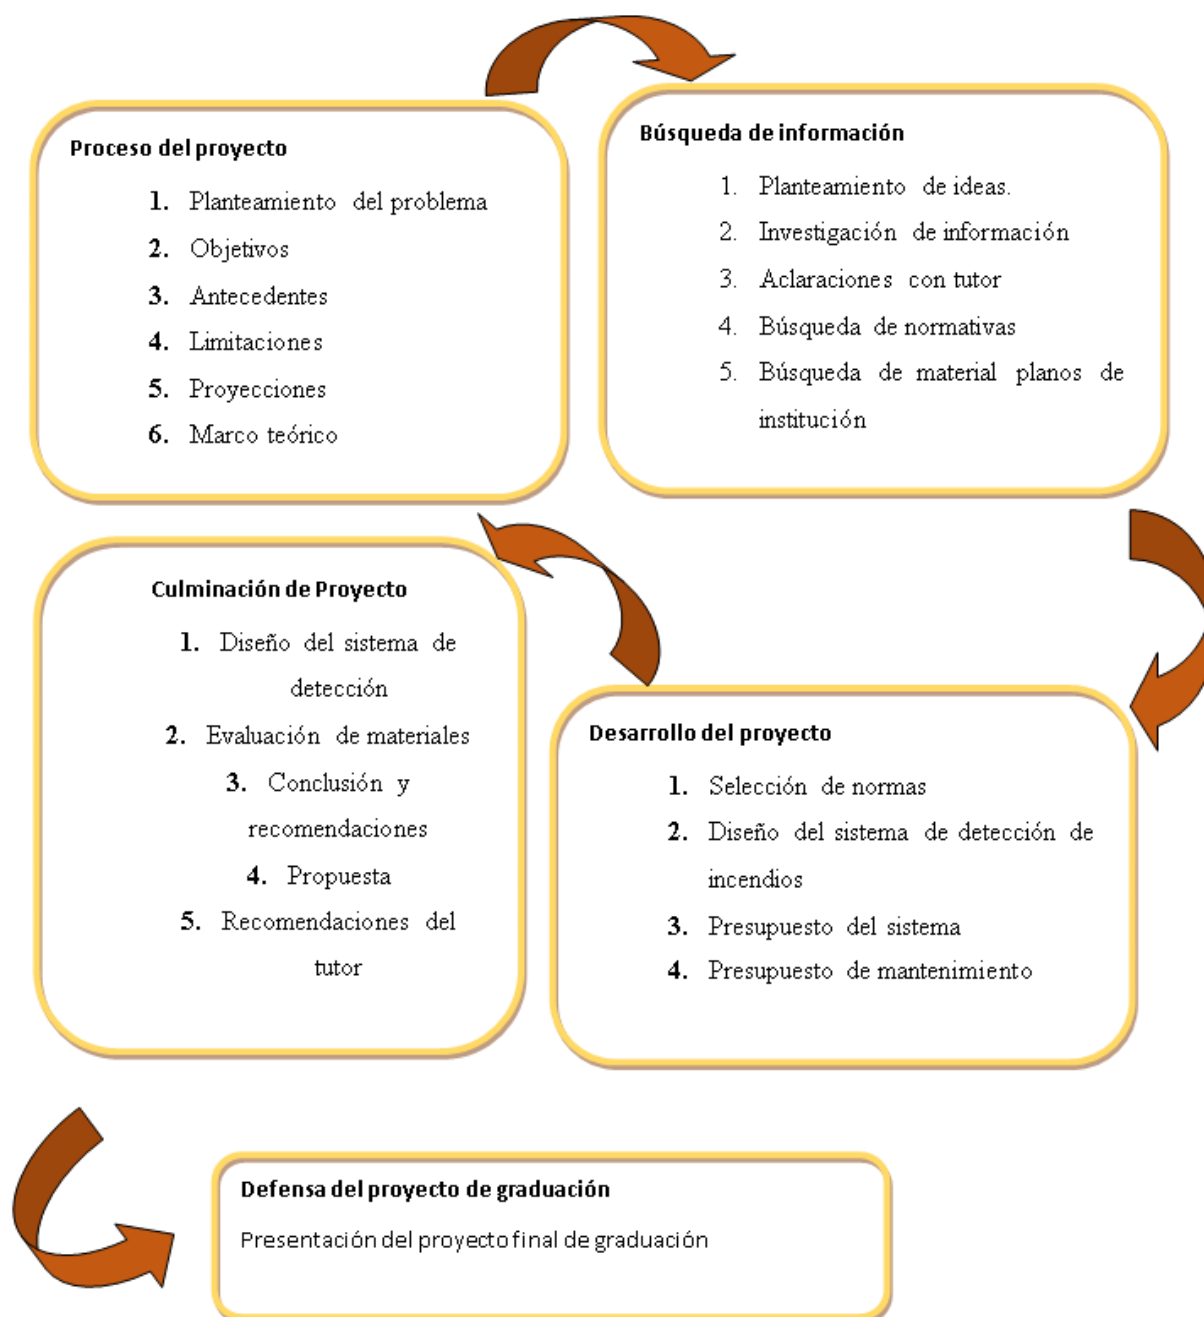 Proceso del proyecto
1. Planteamiento del problema
2. Objetivos
3. Antecedentes
4. Limitaciones
5. Proyecciones
6. Marco teórico
Búsqueda de información
1. Planteamiento de ideas.
2. Investigación de información
3. Aclaraciones con tutor
4. Búsqueda de normativas
5. Búsqueda de material planos de
institución
Desarrollo del proyecto
1. Selección de normas
2. Diseño del sistema de detección de
incendios
3. Presupuesto del sistema
4. Presupuesto de mantenimiento
Culminación de Proyecto
1. Diseño del sistema de
detección
2. Evaluación de materiales
3. Conclusión y
recomendaciones
4. Propuesta
5. Recomendaciones del
tutor
Defensa del proyecto de graduación
Presentación del proyecto final de graduación